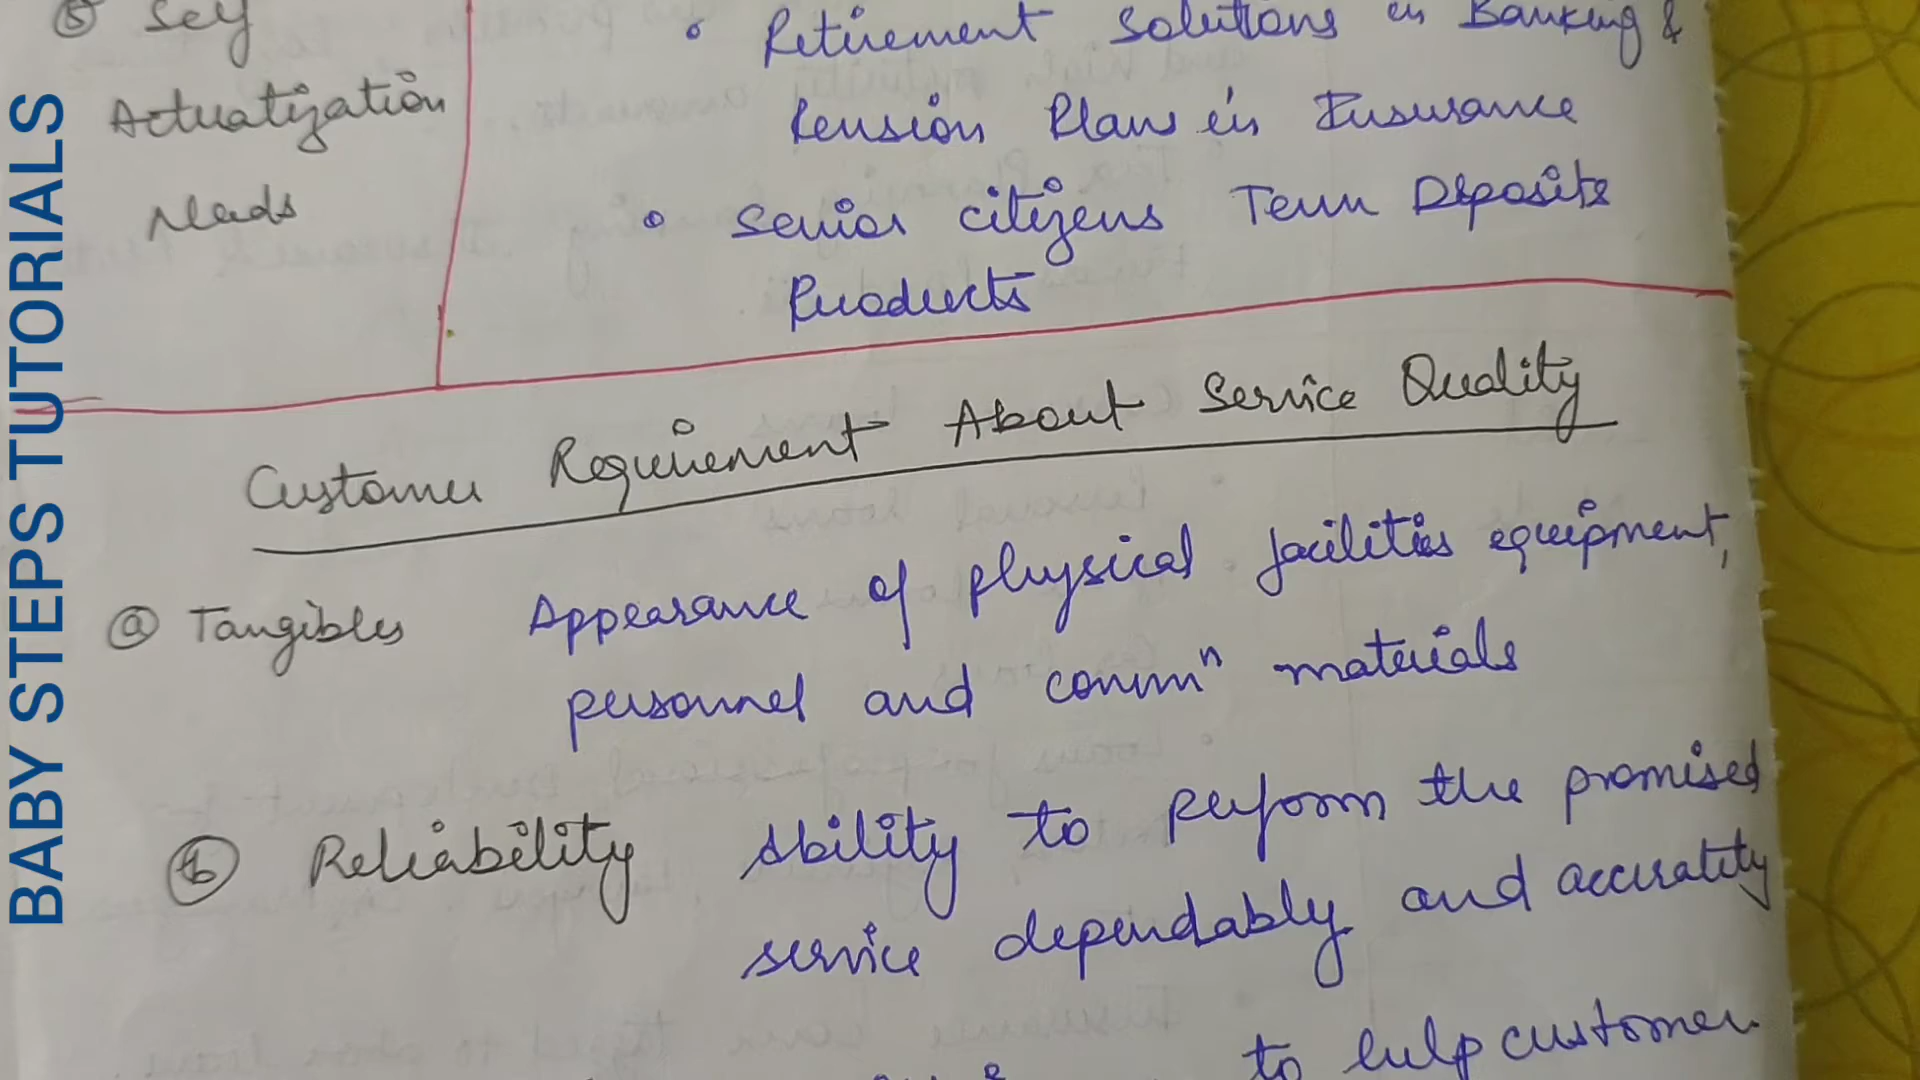 BABY STEPS TUTORIALS
⑤ Self
Actualization
Needs
• Retirement Solutions in Banking &
Pension Plans in Insurance
• Senior citizens Term Deposits
Products
Customer Requirement About Service Quality
ⓐ Tangibles Appearance of physical facilities equipment,
personnel and commⁿ materials
ⓑ Reliability Ability to perform the promised
service dependably and accurately
to help customer